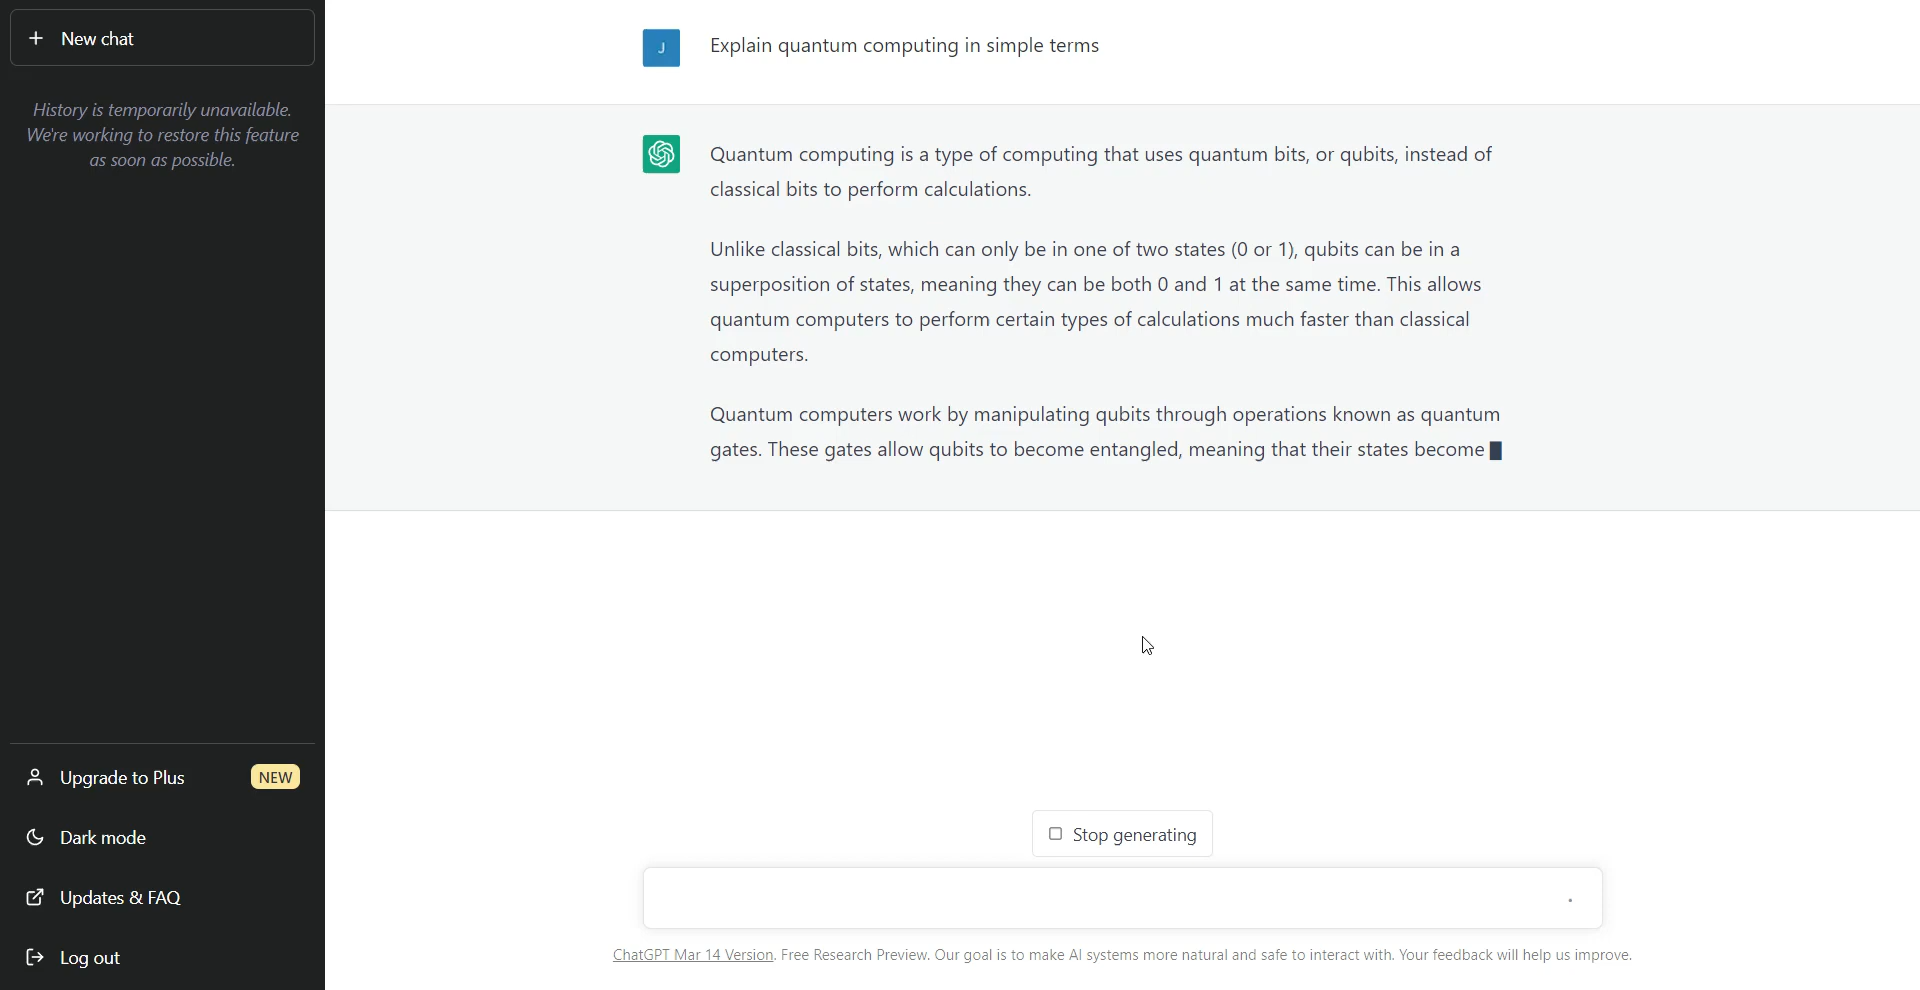 New chat
History is temporarily unavailable.
We're working to restore this feature
as soon as possible.
Upgrade to Plus NEW
Dark mode
Updates & FAQ
Log out
J
Explain quantum computing in simple terms
Quantum computing is a type of computing that uses quantum bits, or qubits, instead of
classical bits to perform calculations.
Unlike classical bits, which can only be in one of two states (0 or 1), qubits can be in a
superposition of states, meaning they can be both 0 and 1 at the same time. This allows
quantum computers to perform certain types of calculations much faster than classical
computers.
Quantum computers work by manipulating qubits through operations known as quantum
gates. These gates allow qubits to become entangled, meaning that their states become
Stop generating
ChatGPT Mar 14 Version. Free Research Preview. Our goal is to make AI systems more natural and safe to interact with. Your feedback will help us improve.